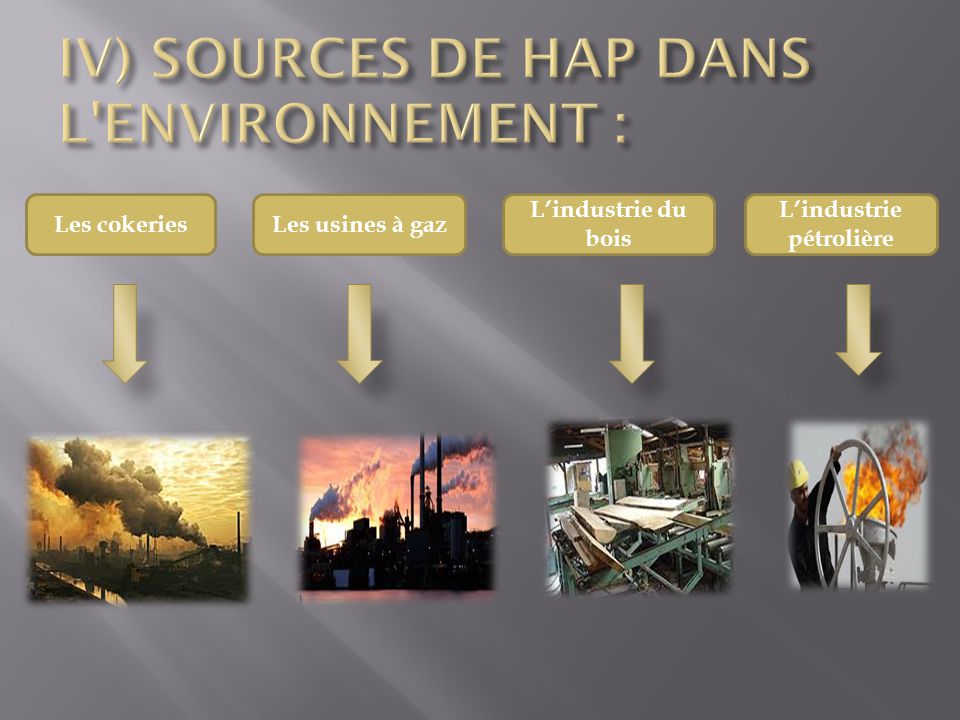 IV) SOURCES DE HAP DANS
L'ENVIRONNEMENT :
Les cokeries
Les usines à gaz
L’industrie du
bois
L’industrie
pétrolière